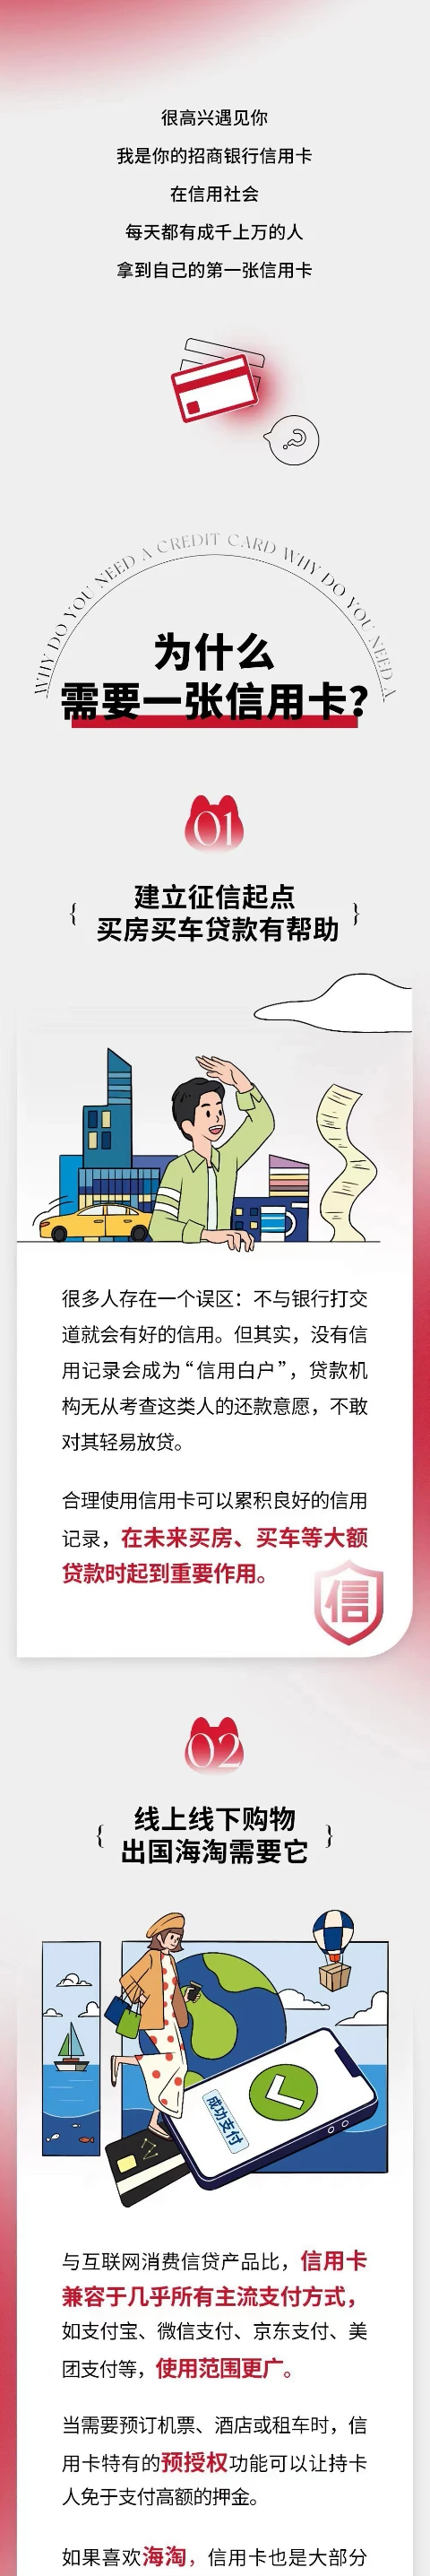 很高兴遇见你
我是你的招商银行信用卡
在信用社会
每天都有成千上万的人
拿到自己的第一张信用卡
WHY DO YOU NEED A CREDIT CARD WHY DO YOU NEED A
为什么
需要一张信用卡?
01
{ 建立征信起点
买房买车贷款有帮助 }
很多人存在一个误区：不与银行打交
道就会有好的信用。但其实，没有信
用记录会成为“信用白户”，贷款机
构无从考查这类人的还款意愿，不敢
对其轻易放贷。
合理使用信用卡可以累积良好的信用
记录，在未来买房、买车等大额
贷款时起到重要作用。
信
02
{ 线上线下购物
出国海淘需要它 }
成功支付
与互联网消费信贷产品比，信用卡
兼容于几乎所有主流支付方式，
如支付宝、微信支付、京东支付、美
团支付等，使用范围更广。
当需要预订机票、酒店或租车时，信
用卡特有的预授权功能可以让持卡
人免于支付高额的押金。
如果喜欢海淘，信用卡也是大部分